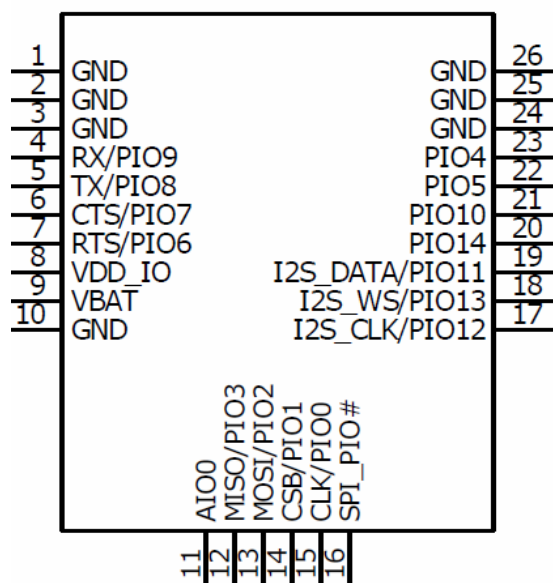 1 GND GND 26
2 GND GND 25
3 GND GND 24
4 RX/PIO9 PIO4 23
5 TX/PIO8 PIO5 22
6 CTS/PIO7 PIO10 21
7 RTS/PIO6 PIO14 20
8 VDD_IO I2S_DATA/PIO11 19
9 VBAT I2S_WS/PIO13 18
10 GND I2S_CLK/PIO12 17
AIO0
MISO/PIO3
MOSI/PIO2
CSB/PIO1
CLK/PIO0
SPI_PIO#
11
12
13
14
15
16